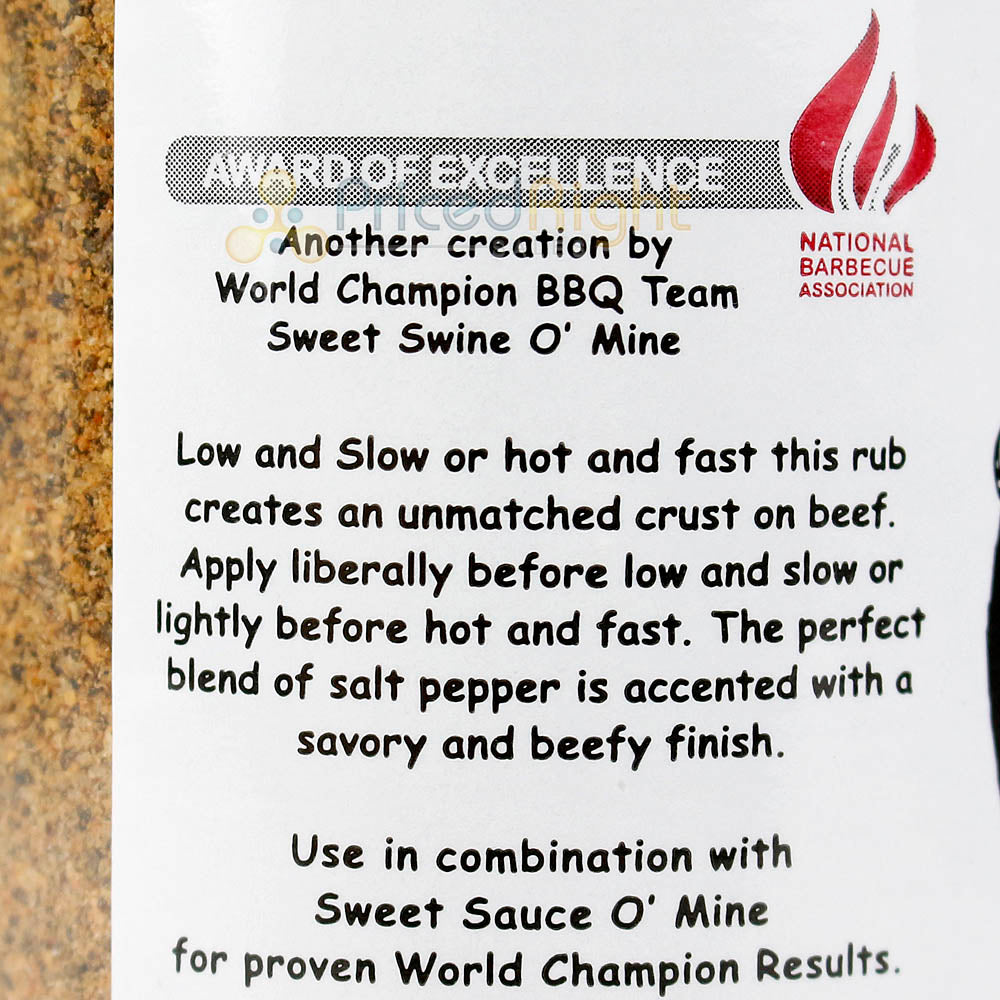 AWARD OF EXCELLENCE
PricedRight
NATIONAL
BARBECUE
ASSOCIATION
Another creation by
World Champion BBQ Team
Sweet Swine O' Mine
Low and Slow or hot and fast this rub
creates an unmatched crust on beef.
Apply liberally before low and slow or
lightly before hot and fast. The perfect
blend of salt pepper is accented with a
savory and beefy finish.
Use in combination with
Sweet Sauce O' Mine
for proven World Champion Results.